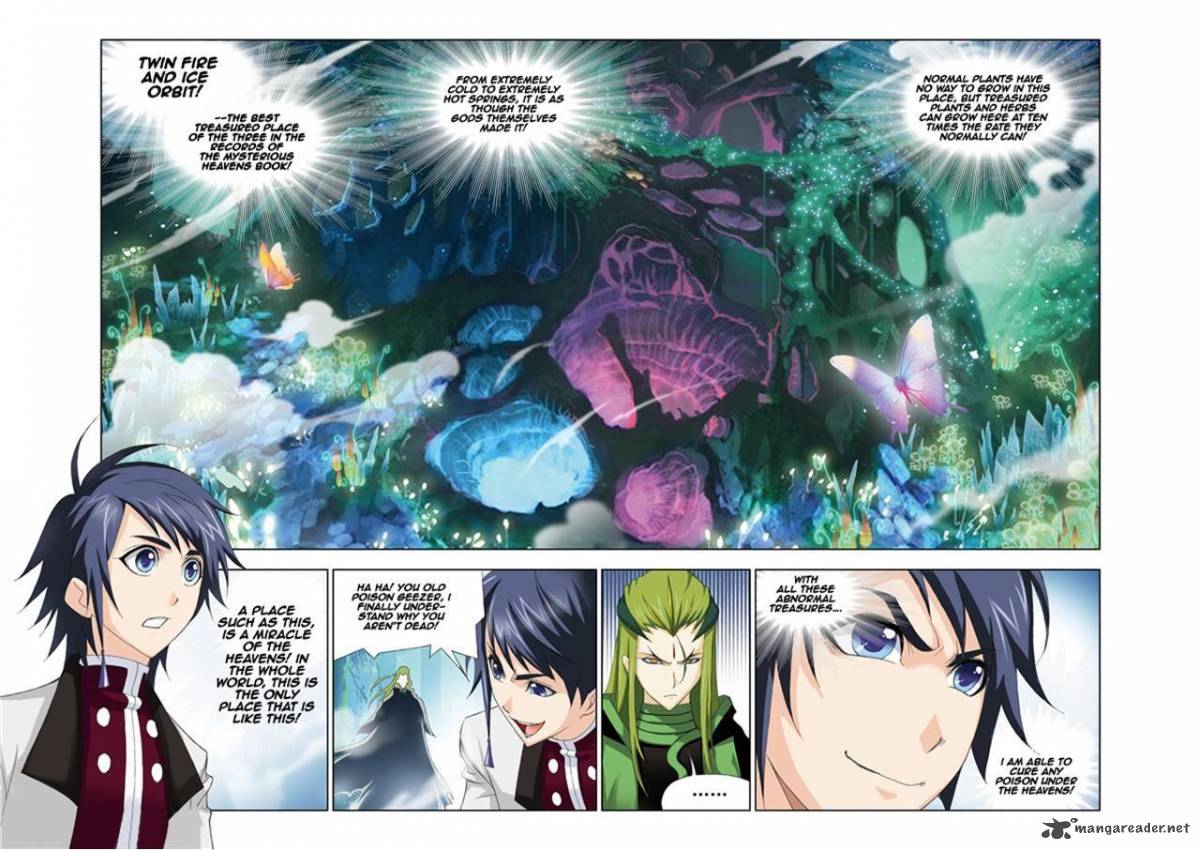 TWIN FIRE
AND ICE
ORBIT!
--THE BEST
TREASURED PLACE
OF THE THREE IN THE
RECORDS OF
THE MYSTERIOUS
HEAVENS BOOK!
FROM EXTREMELY
COLD TO EXTREMELY
HOT SPRINGS, IT IS AS
THOUGH THE
GODS THEMSELVES
MADE IT!
NORMAL PLANTS HAVE
NO WAY TO GROW IN THIS
PLACE, BUT TREASURED
PLANTS AND HERBS
CAN GROW HERE AT TEN
TIMES THE RATE THEY
NORMALLY CAN!
A PLACE
SUCH AS THIS,
IS A MIRACLE
OF THE
HEAVENS! IN
THE WHOLE
WORLD, THIS IS
THE ONLY
PLACE THAT IS
LIKE THIS!
HA HA! YOU OLD
POISON GEEZER, I
FINALLY UNDER-
STAND WHY YOU
AREN'T DEAD!
......
WITH
ALL THESE
ABNORMAL
TREASURES....
I AM ABLE TO
CURE ANY
POISON UNDER
THE HEAVENS!
mangareader.net